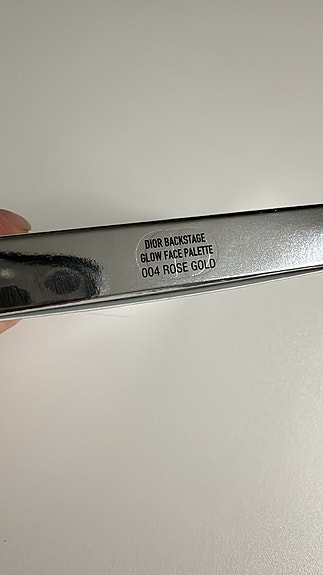 DIOR BACKSTAGE
GLOW FACE PALETTE
004 ROSE GOLD